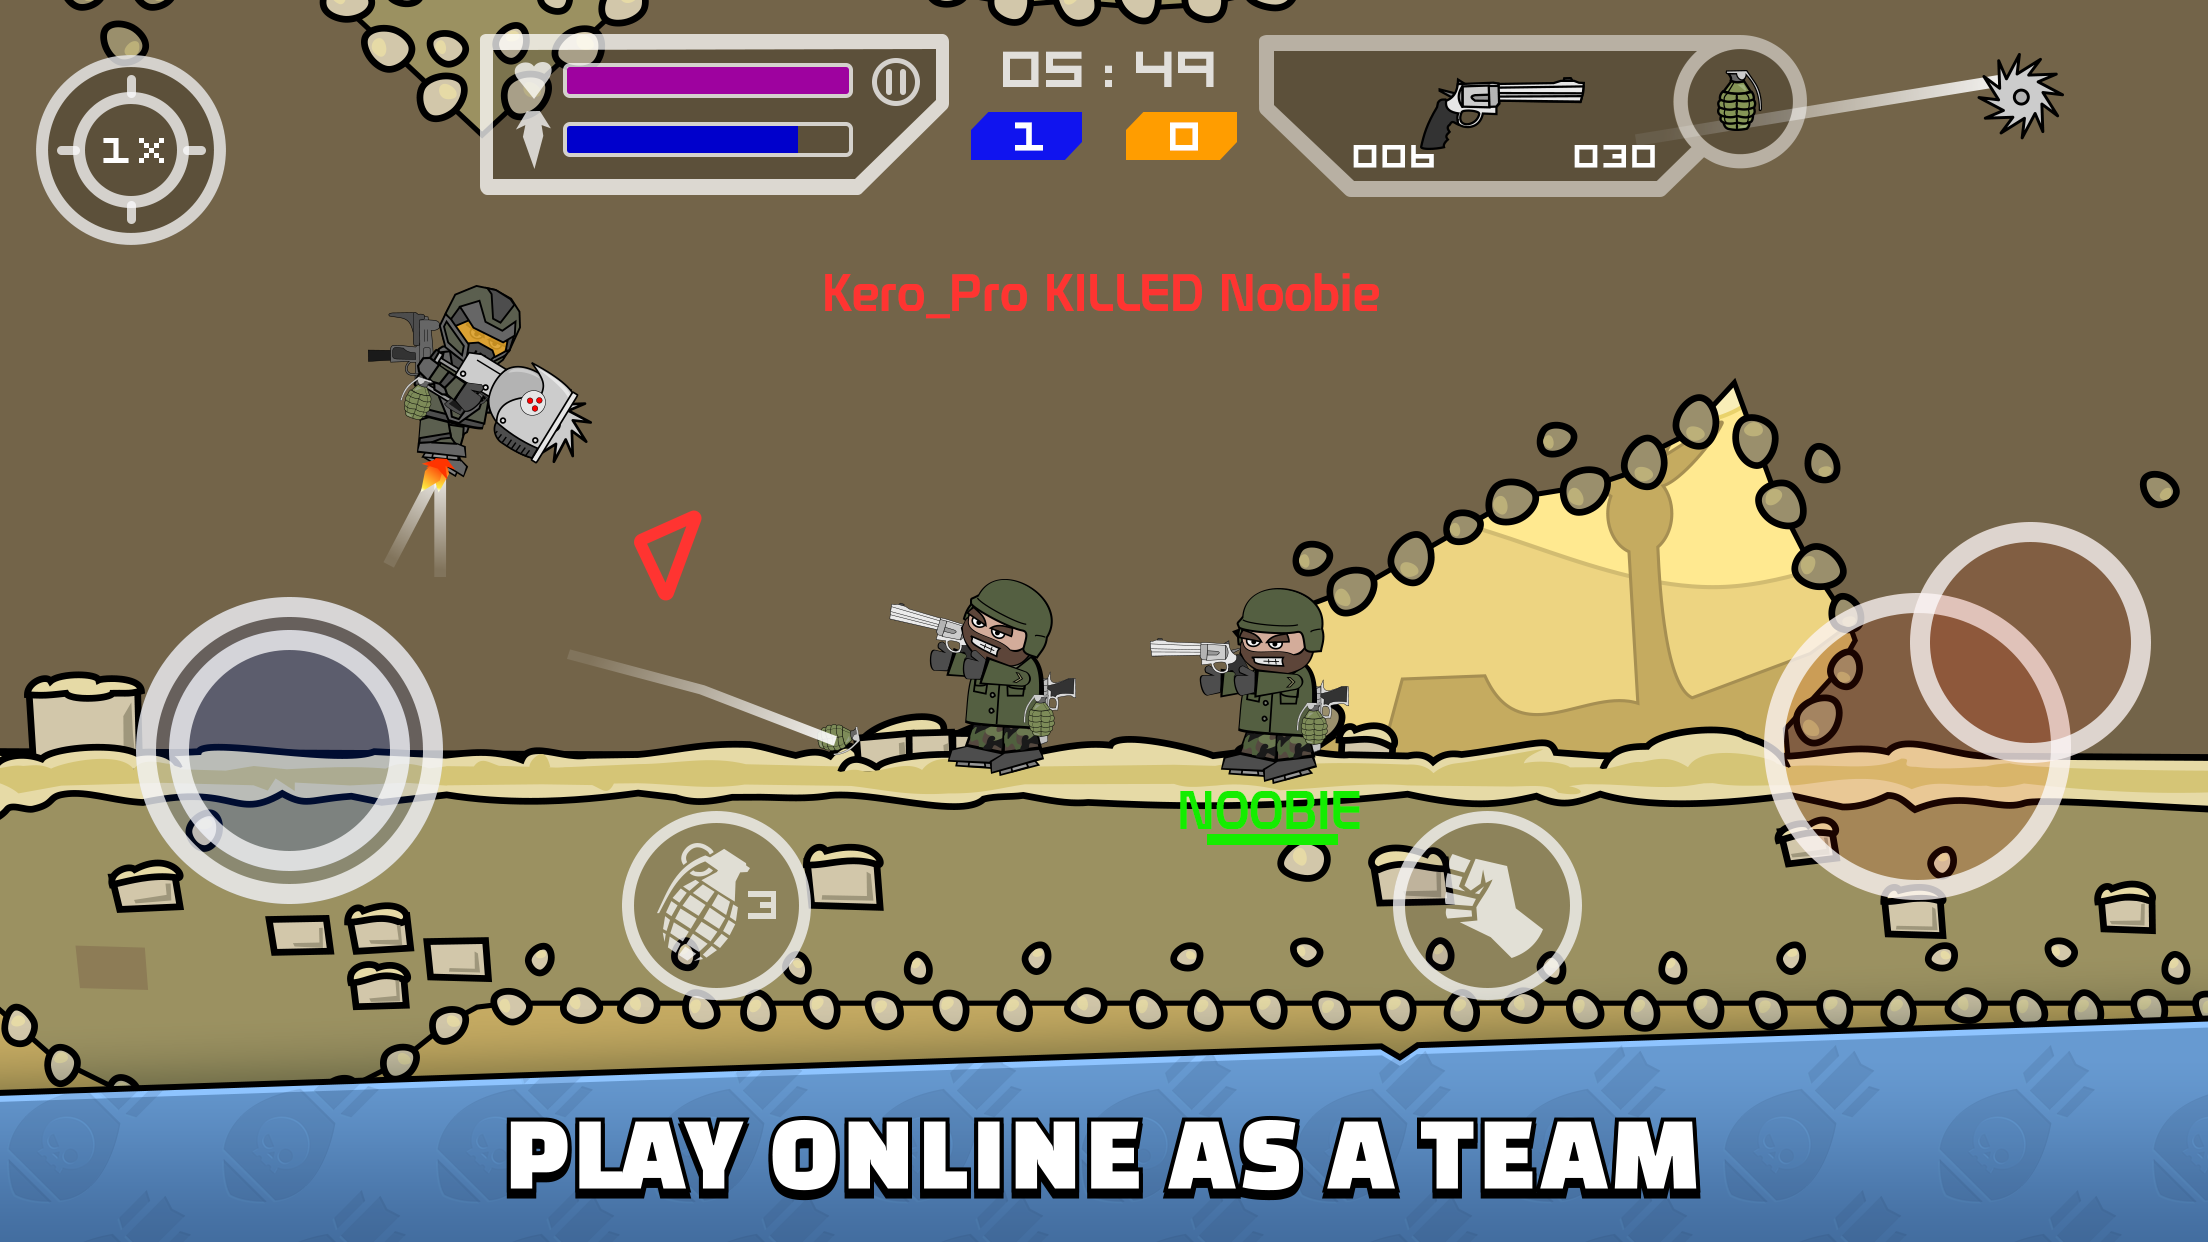 1x
05:49
1
0
006
030
Kero_Pro KILLED Noobie
NOOBIE
3
PLAY ONLINE AS A TEAM